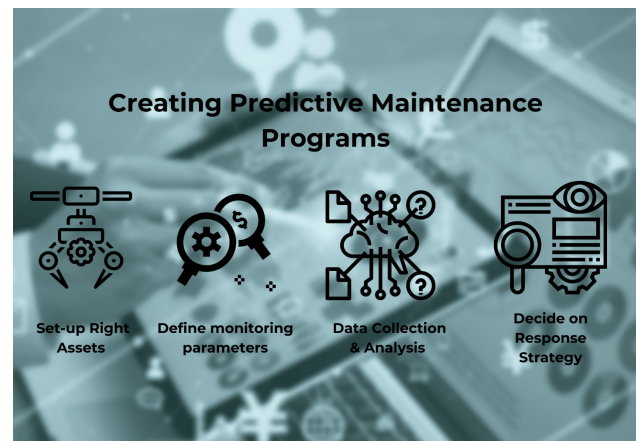 Creating Predictive Maintenance
Programs
Set-up Right
Assets
Define monitoring
parameters
Data Collection
& Analysis
Decide on
Response
Strategy